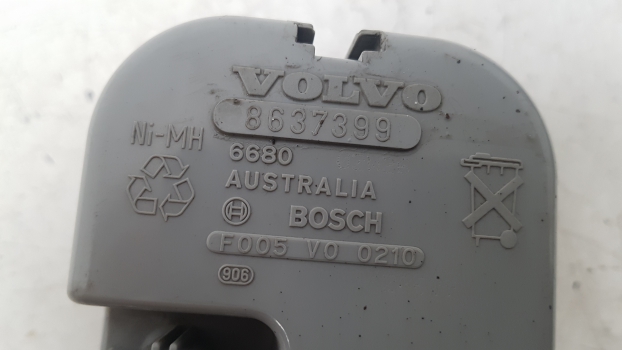 VOLVO
8637399
Ni-MH
6680
AUSTRALIA
BOSCH
F005 V0 0210
906